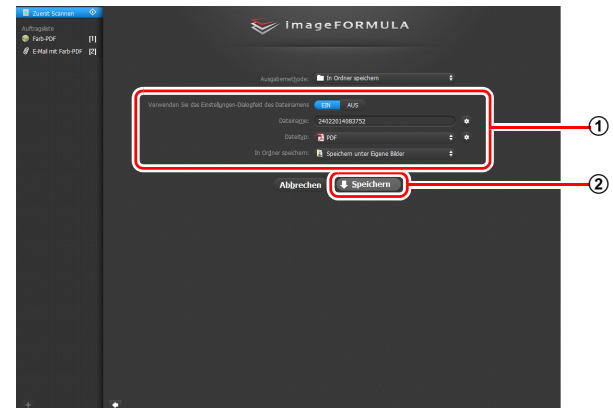 Zuerst Scannen
Auftragsliste
Farb-PDF [1]
E-Mail mit Farb-PDF [2]
imageFORMULA
Ausgabemethode: In Ordner speichern
Verwenden Sie das Einstellungen-Dialogfeld des Dateinamens EIN AUS
Dateiname: 24022014083752
Dateityp: PDF
In Ordner speichern: Speichern unter Eigene Bilder
Abbrechen Speichern
1
2